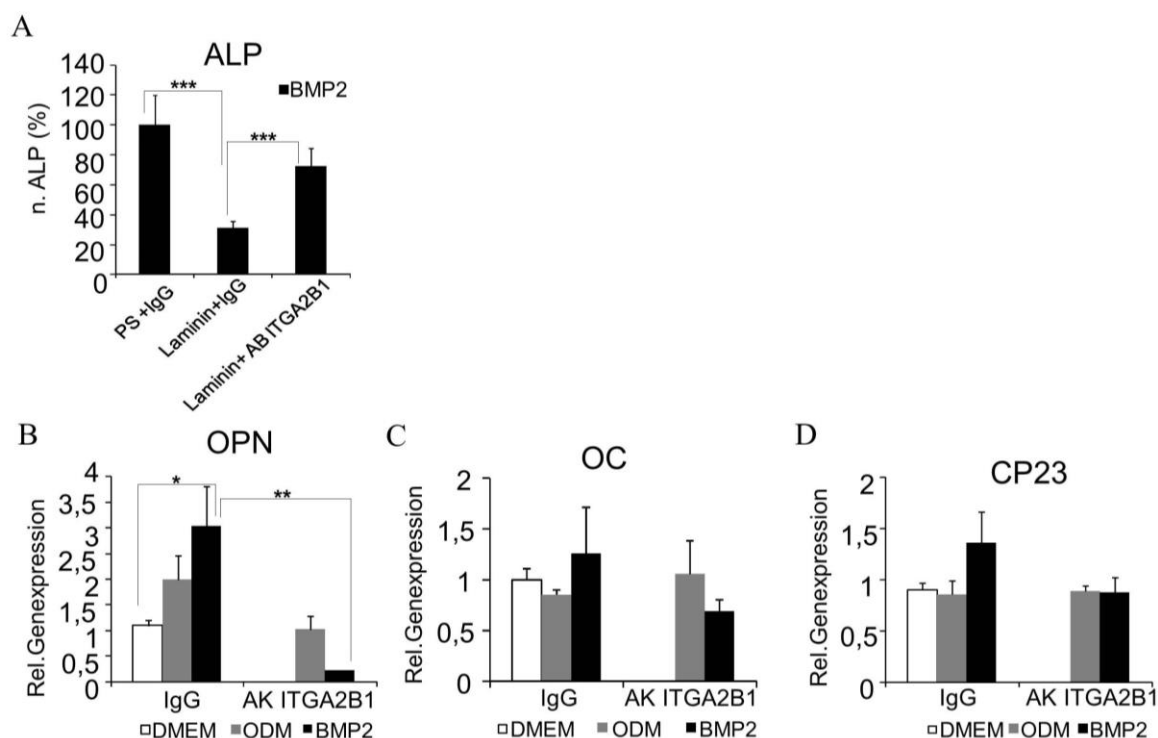 A
ALP
140
120
100
80
60
40
20
0
n. ALP (%)
***
***
BMP2
PS +IgG
Laminin+IgG
Laminin+ AB ITGA2B1
B
OPN
4
3,5
3
2,5
2
1,5
1
0,5
0
Rel.Genexpression
*
**
IgG
AK ITGA2B1
DMEM ODM BMP2
C
OC
2
1,5
1
0,5
0
Rel.Genexpression
IgG
AK ITGA2B1
DMEM ODM BMP2
D
CP23
2
1,5
1
0,5
0
Rel.Genexpression
IgG
AK ITGA2B1
DMEM ODM BMP2